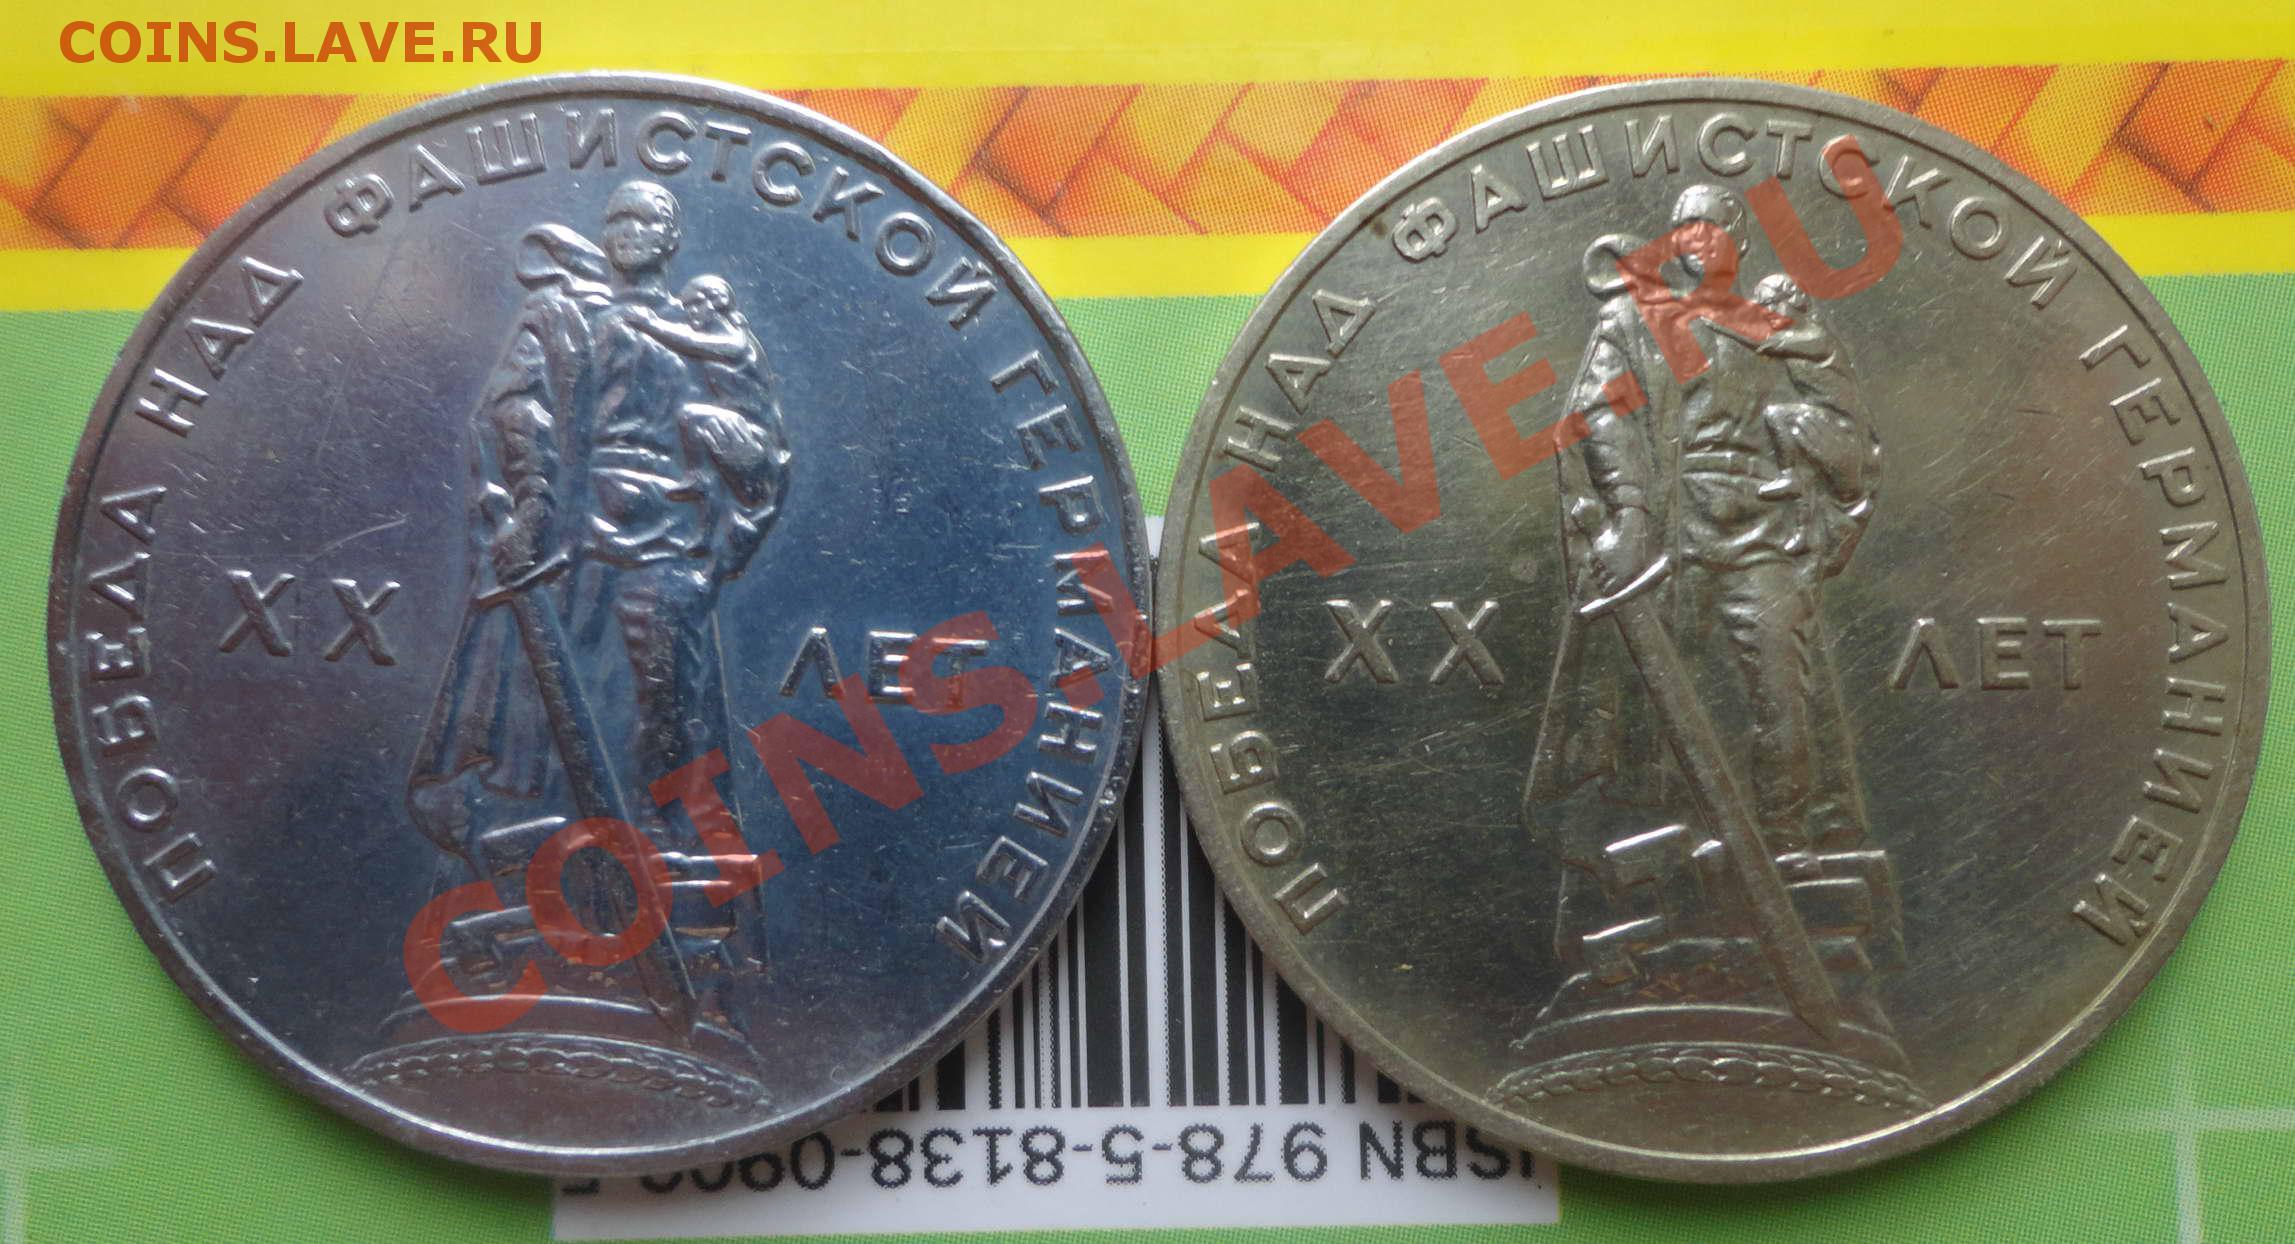 COINS.LAVE.RU
ПОБЕДА НАД ФАШИСТСКОЙ ГЕРМАНИЕЙ
XX ЛЕТ
ПОБЕДА НАД ФАШИСТСКОЙ ГЕРМАНИЕЙ
XX ЛЕТ
COINS.LAVE.RU
ISBN 978-5-8138-090